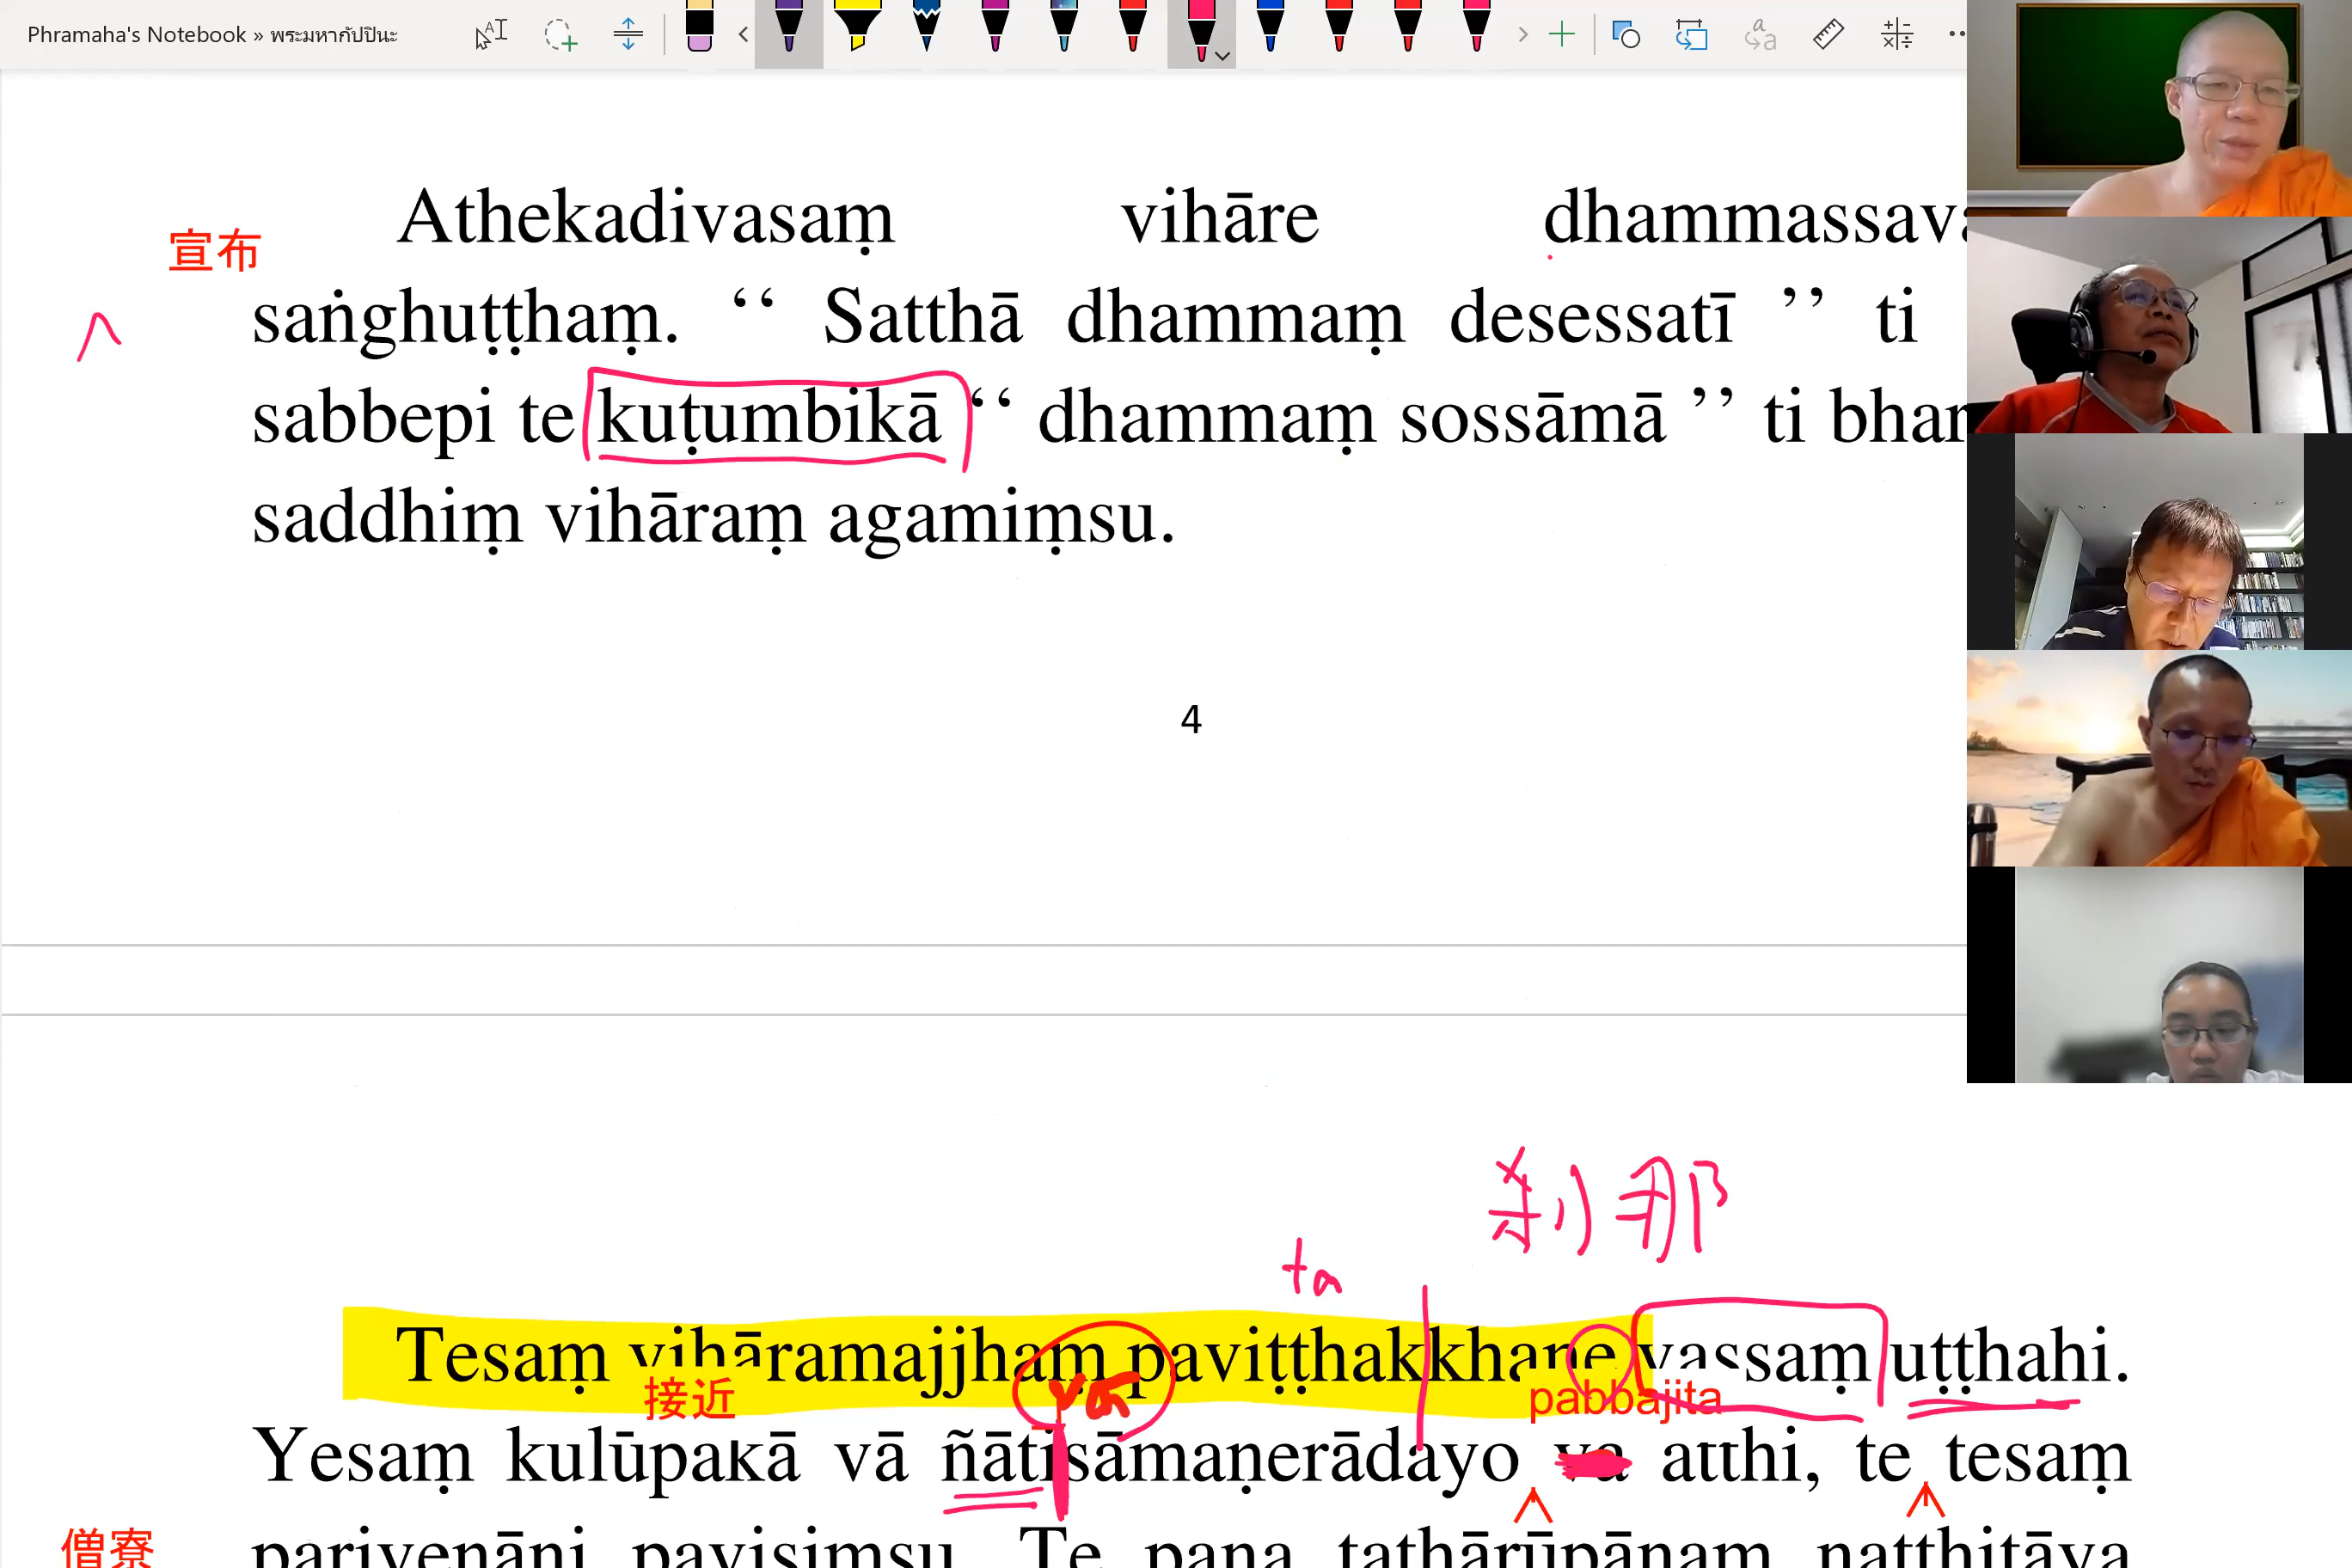 Phramaha's Notebook » พระมหากัปปินะ
Athekadivasaṃ vihāre
宣布
saṅghuṭṭhaṃ. ‘‘ Satthā dhammaṃ desessatī ’’ ti
sabbepi te kuṭumbikā ‘‘ dhammaṃ sossāmā ’’ ti
saddhiṃ vihāraṃ agamiṃsu.
4
刹那
ta
Tesaṃ vihāramajjhaṃ paviṭṭhakkhaṇe vassaṃ uṭṭhahi.
接近 pabbajita
Yesaṃ kulūpakā vā ñātisāmaṇerādayo va atthi, te tesaṃ
僧寮
pariveṇāni pavisiṃsu. Te pana tathārūpānaṃ natthitāya